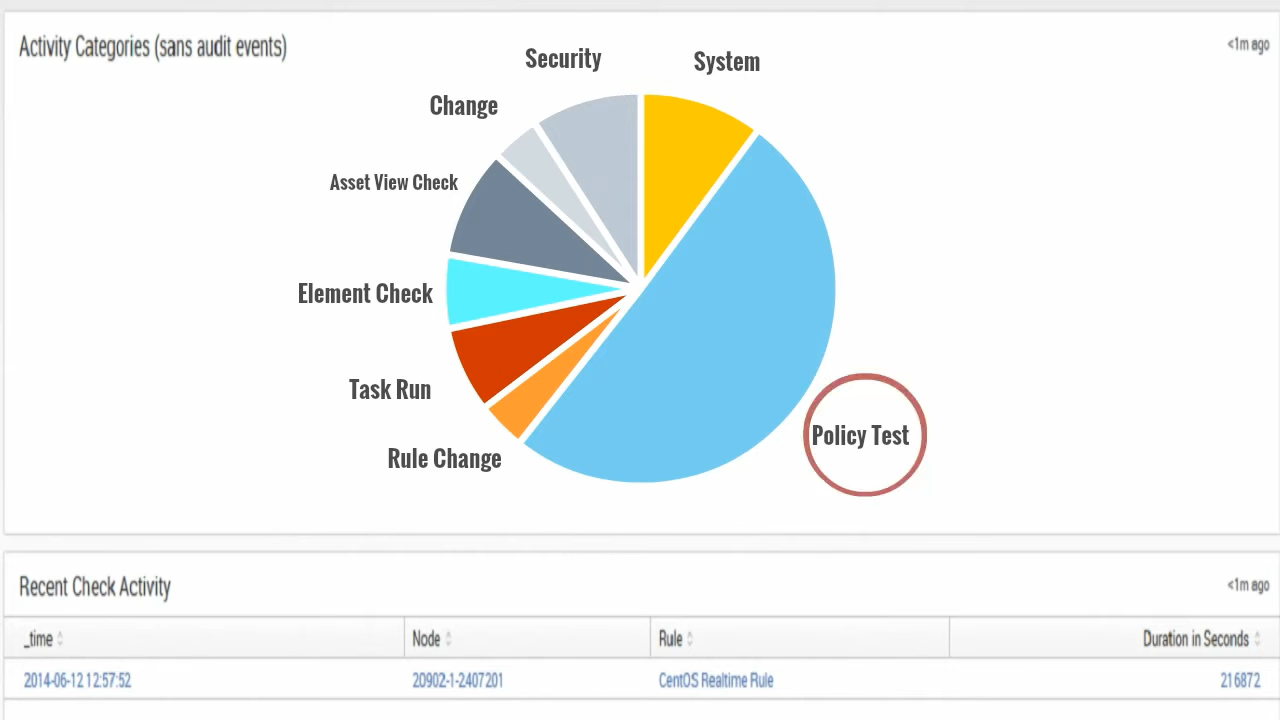 Activity Categories (sans audit events)
<1m ago
Security
System
Change
Asset View Check
Element Check
Task Run
Policy Test
Rule Change
Recent Check Activity
<1m ago
_time Node Rule Duration in Seconds
2014-06-12 12:57:52 20902-1-2407201 CentOS Realtime Rule 216872